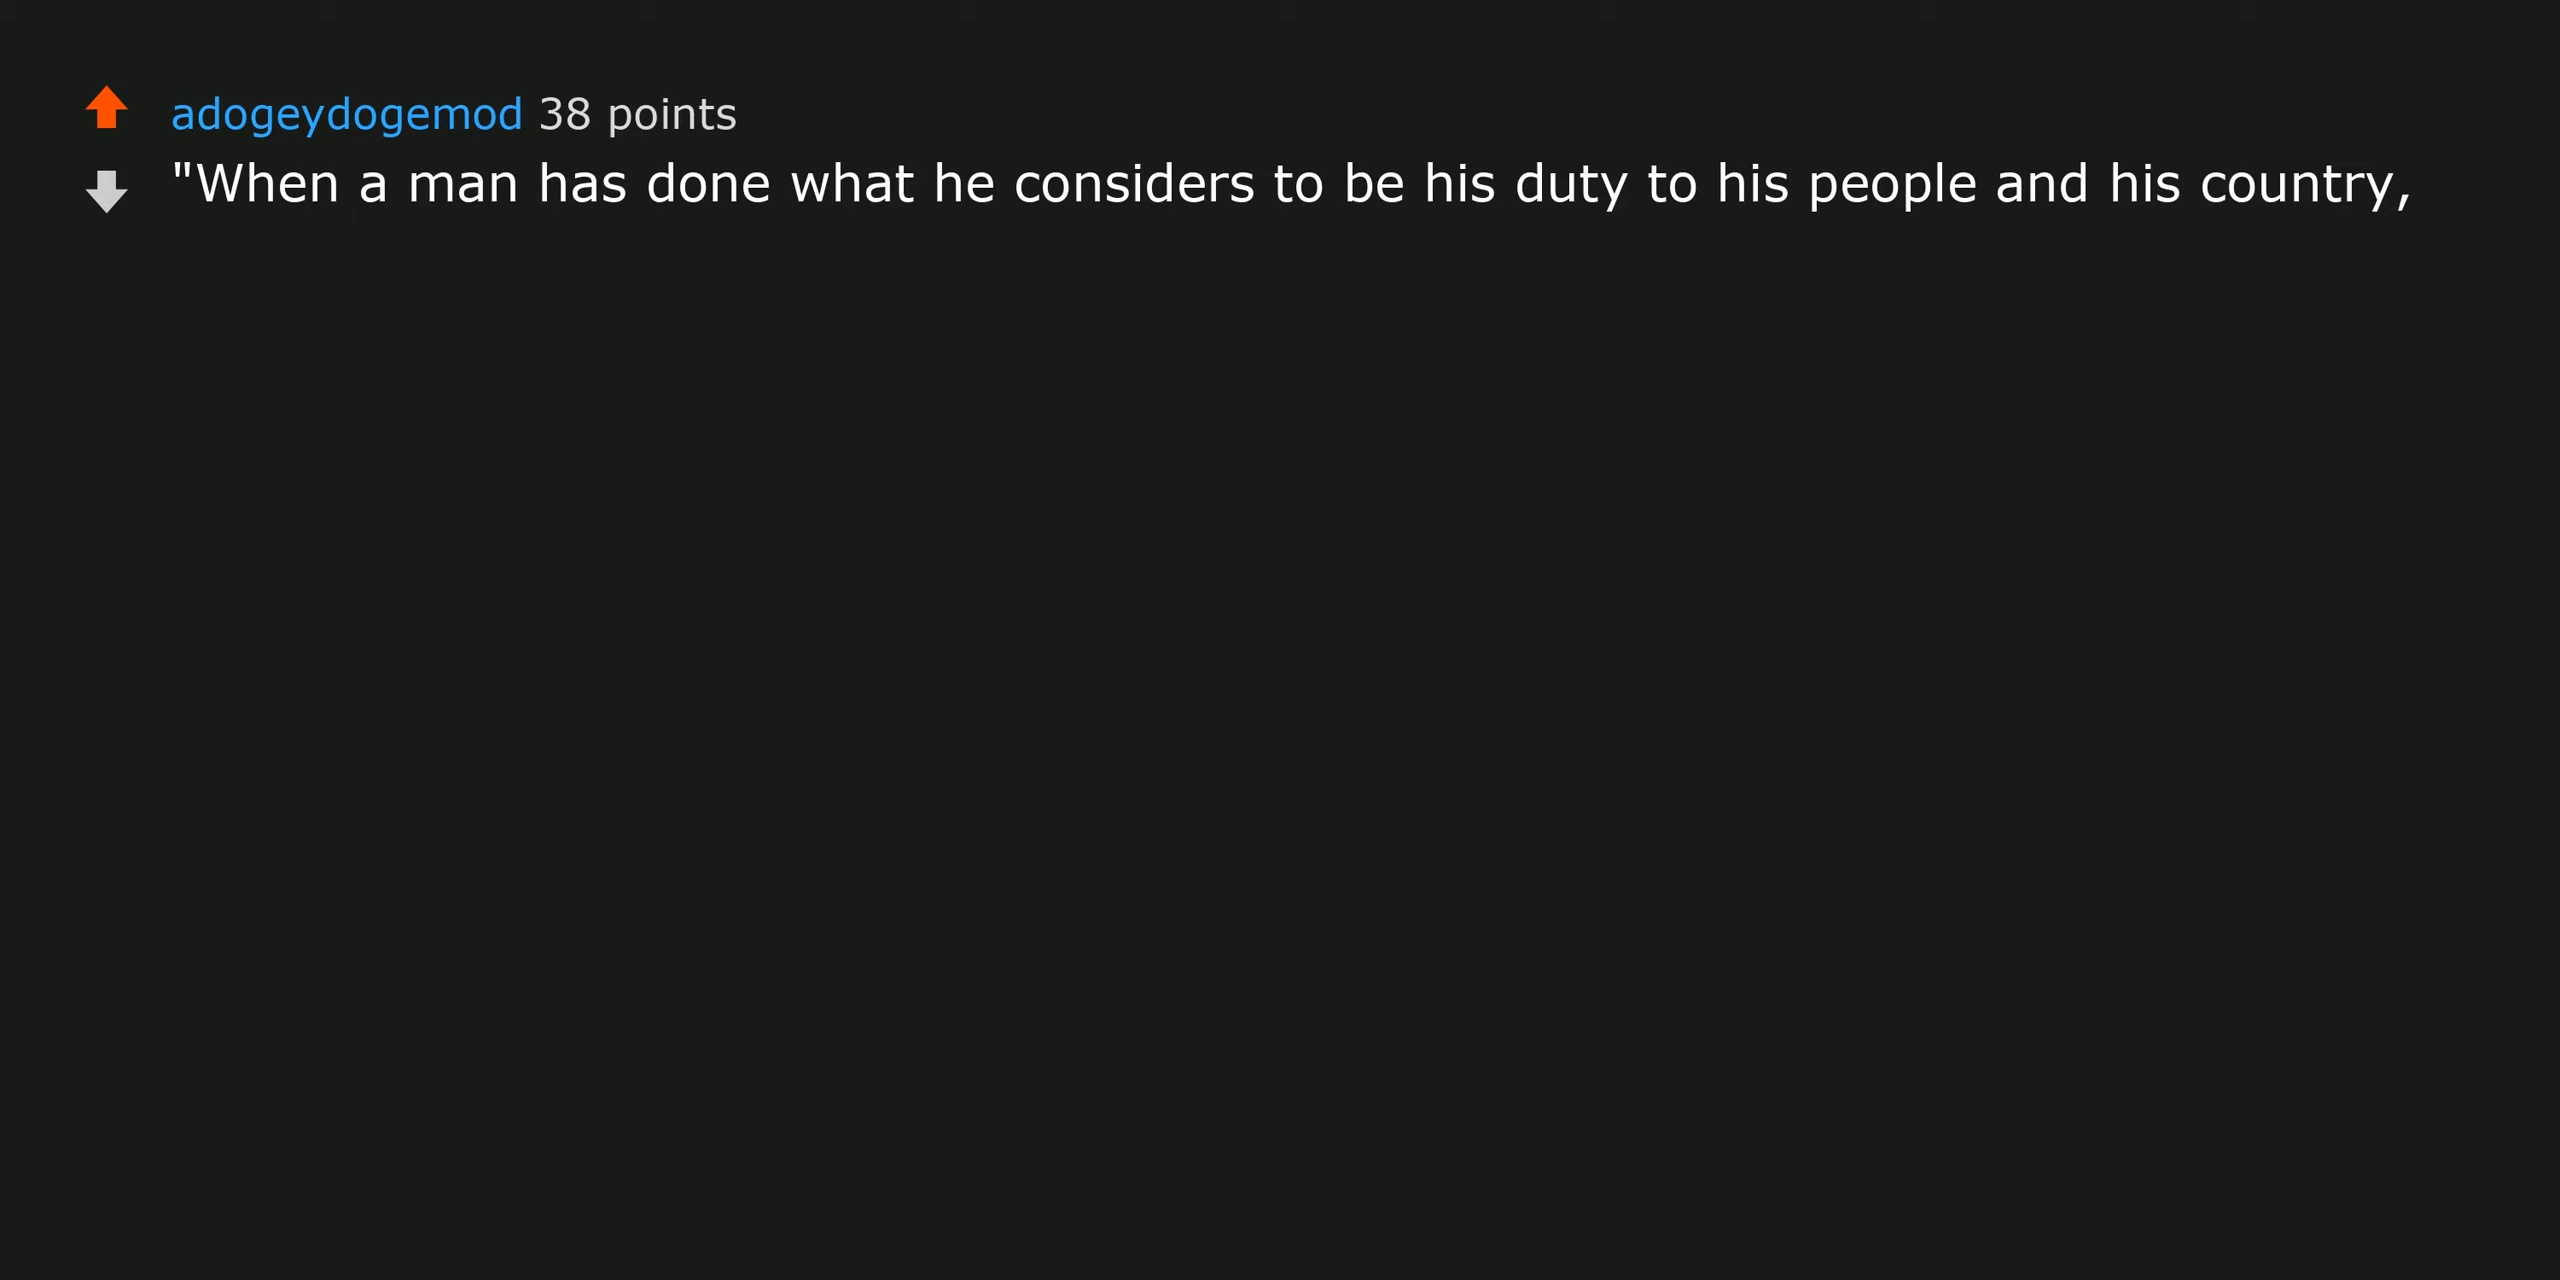 adogeydogemod 38 points
"When a man has done what he considers to be his duty to his people and his country,